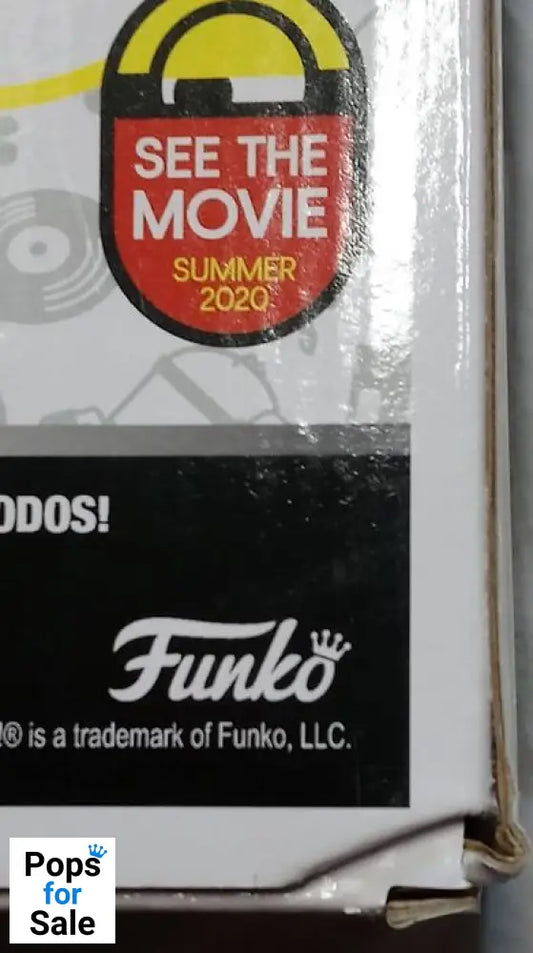 SEE THE
MOVIE
SUMMER
2020
ODOS!
Funko
!® is a trademark of Funko, LLC.
Pops
for
Sale